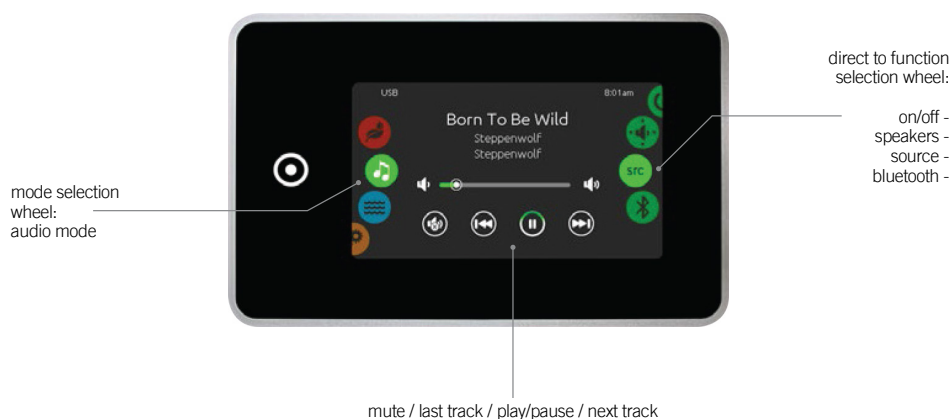 direct to function
selection wheel:
on/off -
speakers -
source -
bluetooth -
USB
8:01am
Born To Be Wild
Steppenwolf
Steppenwolf
src
mode selection
wheel:
audio mode
mute / last track / play/pause / next track